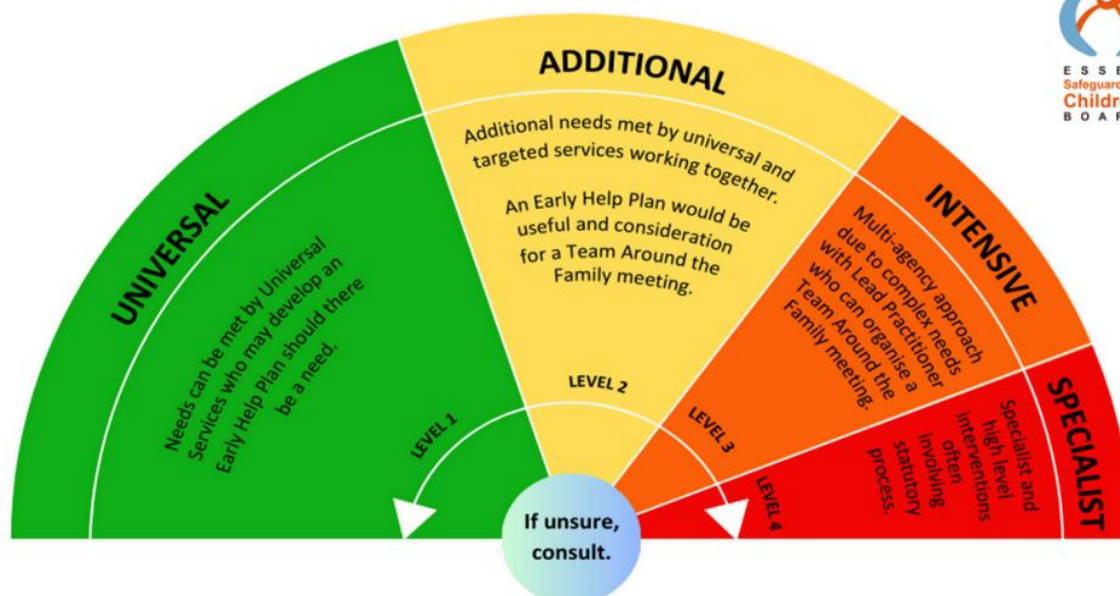 UNIVERSAL
Needs can be met by Universal
Services who may develop an
Early Help Plan should there
be a need.
LEVEL 1
ADDITIONAL
Additional needs met by universal and
targeted services working together.
An Early Help Plan would be
useful and consideration
for a Team Around the
Family meeting.
LEVEL 2
INTENSIVE
Multi-agency approach
due to complex needs
with Lead Practitioner
who can organise a
Team Around the
Family meeting.
LEVEL 3
SPECIALIST
Specialist and
high level
interventions
often
involving
statutory
process.
LEVEL 4
If unsure,
consult.